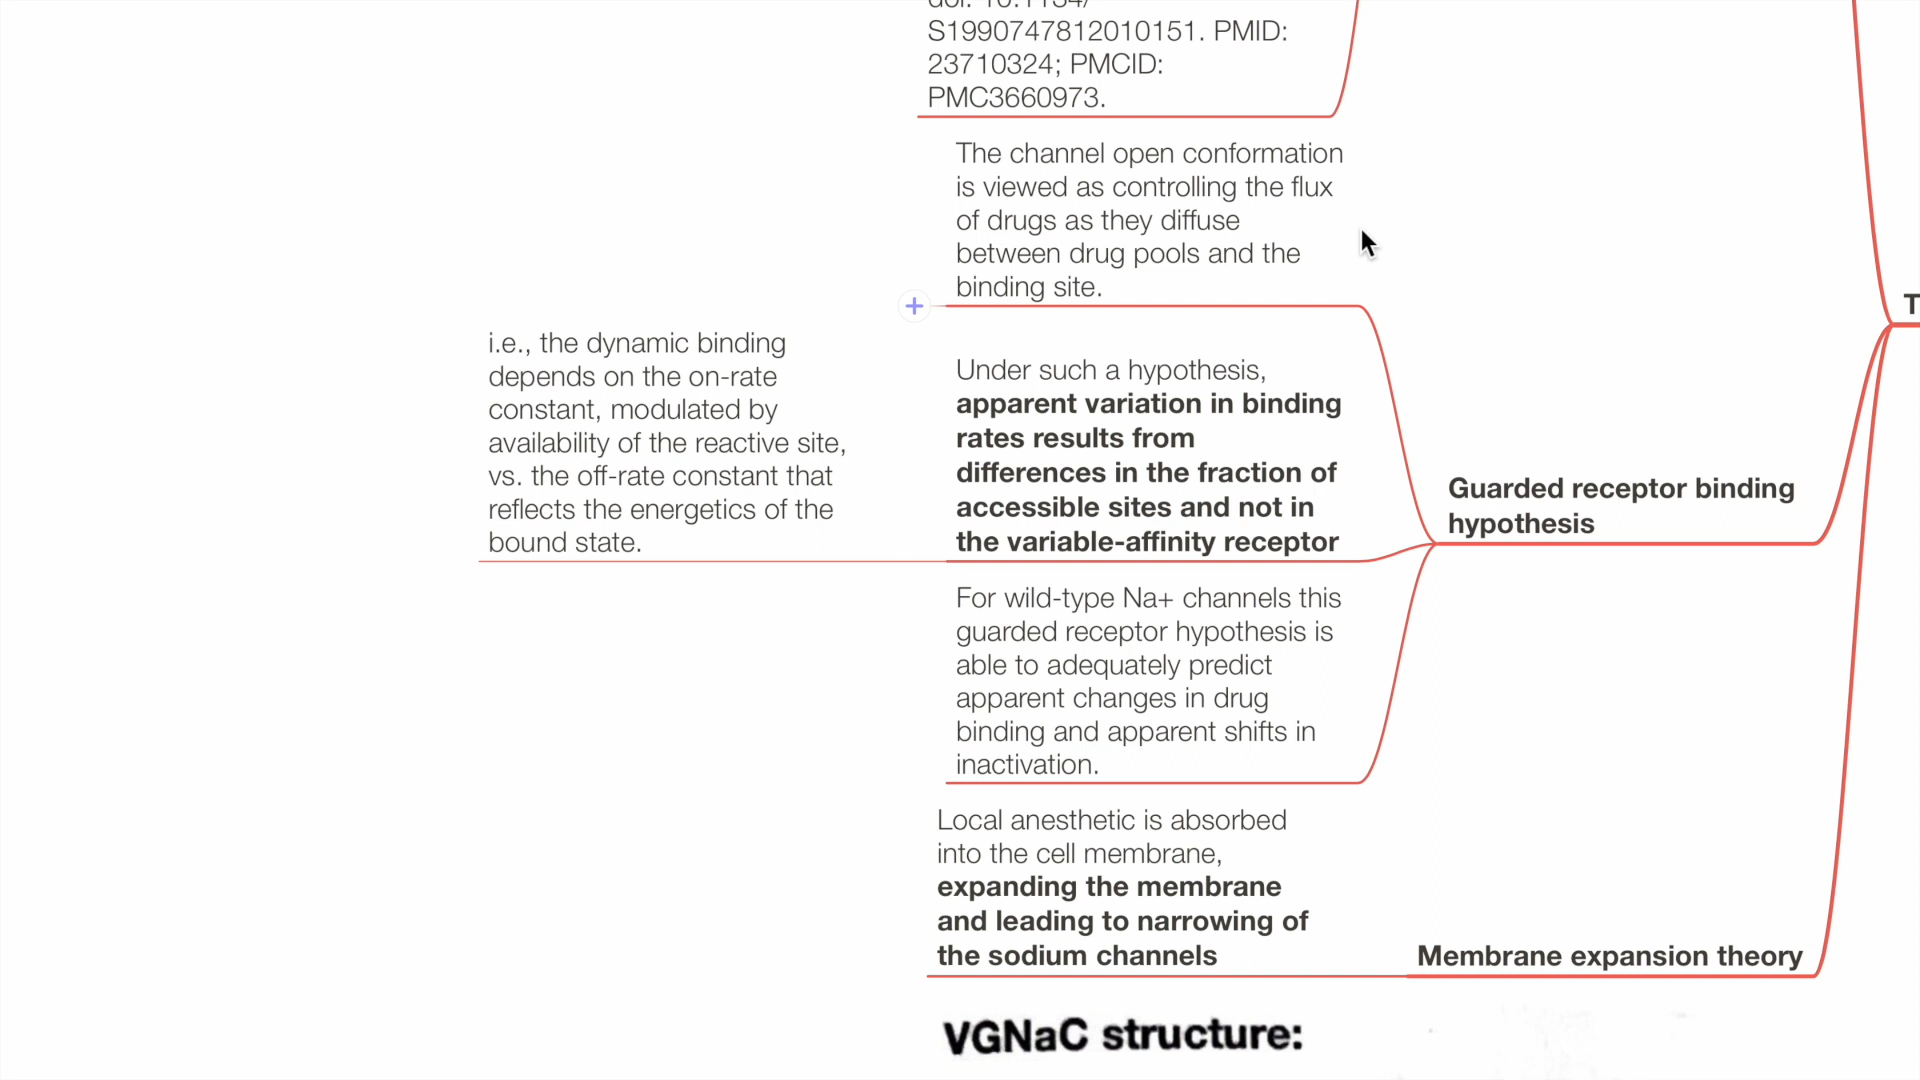 S1990747812010151. PMID:
23710324; PMCID:
PMC3660973.
The channel open conformation
is viewed as controlling the flux
of drugs as they diffuse
between drug pools and the
binding site.
i.e., the dynamic binding
depends on the on-rate
constant, modulated by
availability of the reactive site,
vs. the off-rate constant that
reflects the energetics of the
bound state.
Under such a hypothesis,
apparent variation in binding
rates results from
differences in the fraction of
accessible sites and not in
the variable-affinity receptor
Guarded receptor binding
hypothesis
For wild-type Na+ channels this
guarded receptor hypothesis is
able to adequately predict
apparent changes in drug
binding and apparent shifts in
inactivation.
Local anesthetic is absorbed
into the cell membrane,
expanding the membrane
and leading to narrowing of
the sodium channels
Membrane expansion theory
VGNaC structure: